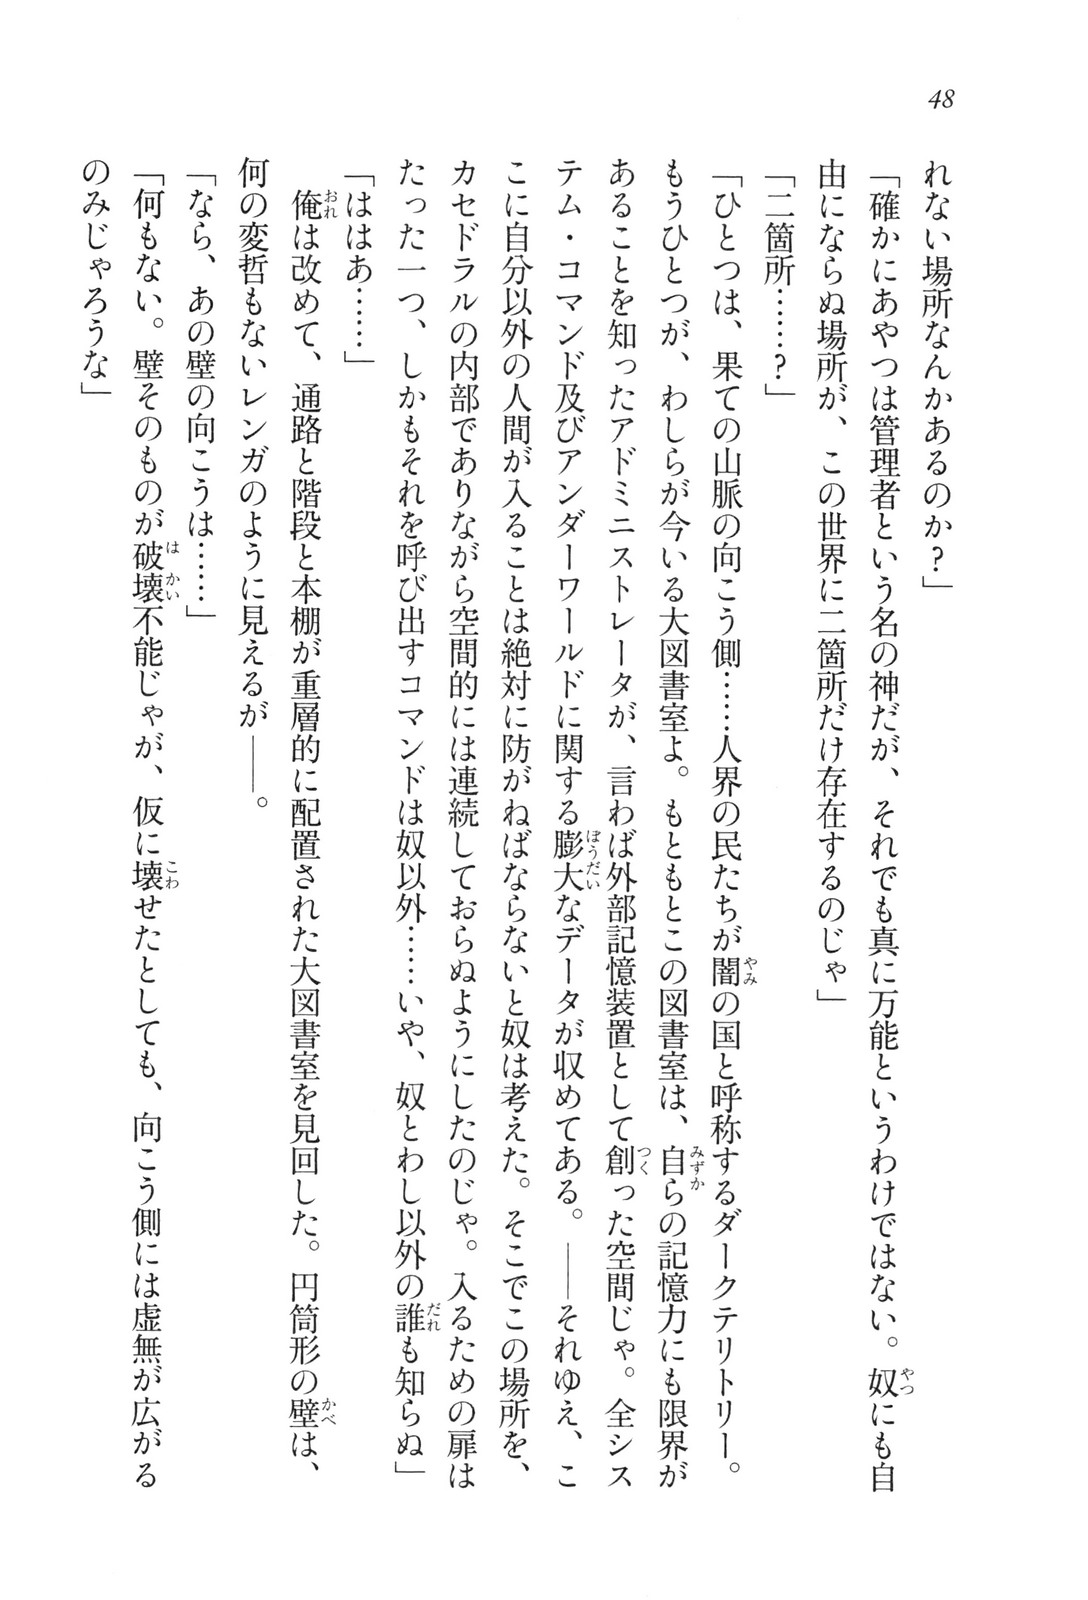 48
れない場所なんかあるのか？」
「確かにあやつは管理者という名の神だが、それでも真に万能というわけではない。奴にも自
由にならぬ場所が、この世界に二箇所だけ存在するのじゃ」
「二箇所……？」
「ひとつは、果ての山脈の向こう側……人界の民たちが闇の国と呼称するダークテリトリー。
もうひとつが、わしらが今いる大図書室よ。もともとこの図書室は、自らの記憶力にも限界が
あることを知ったアドミニストレータが、言わば外部記憶装置として創った空間じゃ。全シス
テム・コマンド及びアンダーワールドに関する膨大なデータが収めてある。――それゆえ、こ
こに自分以外の人間が入ることは絶対に防がねばならないと奴は考えた。そこでこの場所を、
カセドラルの内部でありながら空間的には連続しておらぬようにしたのじゃ。入るための扉は
たった一つ、しかもそれを呼び出すコマンドは奴以外……いや、奴とわし以外の誰も知らぬ」
「ははあ……」
　俺は改めて、通路と階段と本棚が重層的に配置された大図書室を見回した。円筒形の壁は、
何の変哲もないレンガのように見えるが――。
「なら、あの壁の向こうは……」
「何もない。壁そのものが破壊不能じゃが、仮に壊せたとしても、向こう側には虚無が広がる
のみじゃろうな」